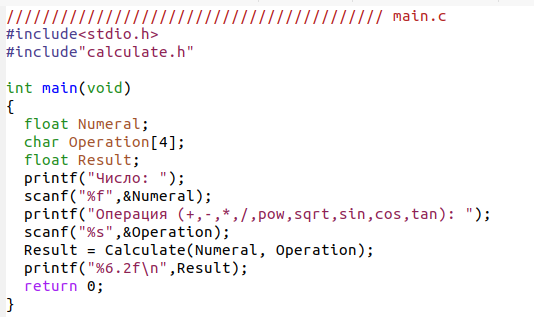 ////////////////////////////////////////// main.c
#include<stdio.h>
#include"calculate.h"

int main(void)
{
  float Numeral;
  char Operation[4];
  float Result;
  printf("Число: ");
  scanf("%f",&Numeral);
  printf("Операция (+,-,*,/,pow,sqrt,sin,cos,tan): ");
  scanf("%s",&Operation);
  Result = Calculate(Numeral, Operation);
  printf("%6.2f\n",Result);
  return 0;
}